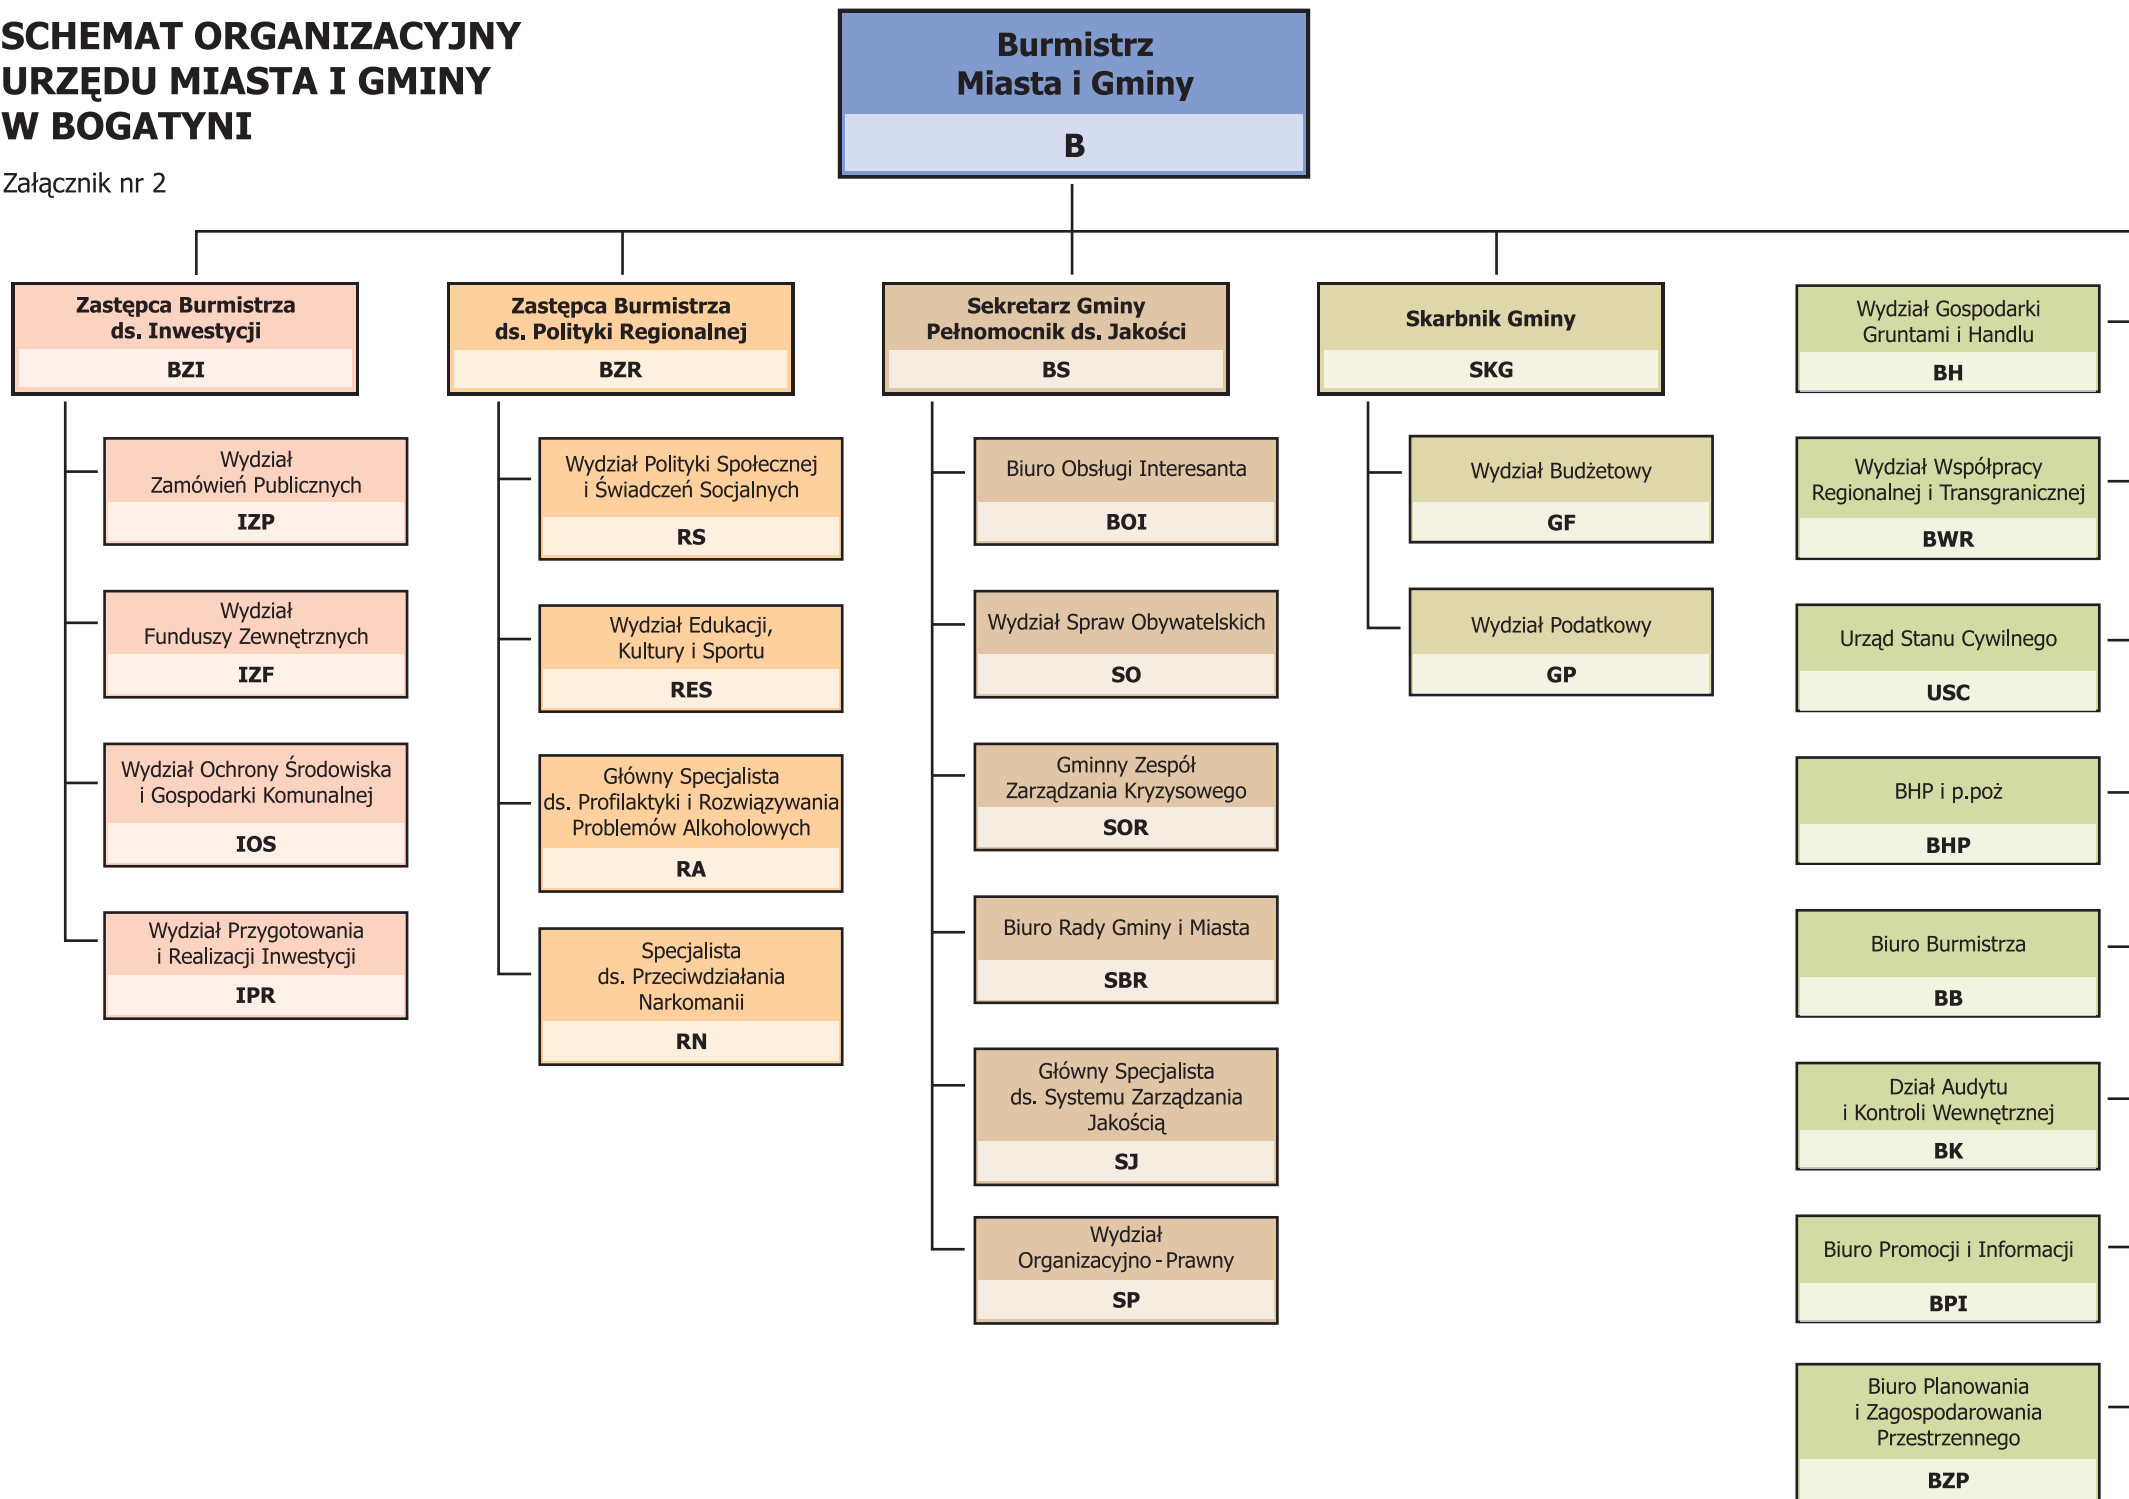 SCHEMAT ORGANIZACYJNY
URZĘDU MIASTA I GMINY
W BOGATYNI
Załącznik nr 2
Burmistrz
Miasta i Gminy
B
Zastępca Burmistrza
ds. Inwestycji
BZI
Wydział
Zamówień Publicznych
IZP
Wydział
Funduszy Zewnętrznych
IZF
Wydział Ochrony Środowiska
i Gospodarki Komunalnej
IOS
Wydział Przygotowania
i Realizacji Inwestycji
IPR
Zastępca Burmistrza
ds. Polityki Regionalnej
BZR
Wydział Polityki Społecznej
i Świadczeń Socjalnych
RS
Wydział Edukacji,
Kultury i Sportu
RES
Główny Specjalista
ds. Profilaktyki i Rozwiązywania
Problemów Alkoholowych
RA
Specjalista
ds. Przeciwdziałania
Narkomanii
RN
Sekretarz Gminy
Pełnomocnik ds. Jakości
BS
Biuro Obsługi Interesanta
BOI
Wydział Spraw Obywatelskich
SO
Gminny Zespół
Zarządzania Kryzysowego
SOR
Biuro Rady Gminy i Miasta
SBR
Główny Specjalista
ds. Systemu Zarządzania
Jakością
SJ
Wydział
Organizacyjno - Prawny
SP
Skarbnik Gminy
SKG
Wydział Budżetowy
GF
Wydział Podatkowy
GP
Wydział Gospodarki
Gruntami i Handlu
BH
Wydział Współpracy
Regionalnej i Transgranicznej
BWR
Urząd Stanu Cywilnego
USC
BHP i p.poż
BHP
Biuro Burmistrza
BB
Dział Audytu
i Kontroli Wewnętrznej
BK
Biuro Promocji i Informacji
BPI
Biuro Planowania
i Zagospodarowania
Przestrzennego
BZP